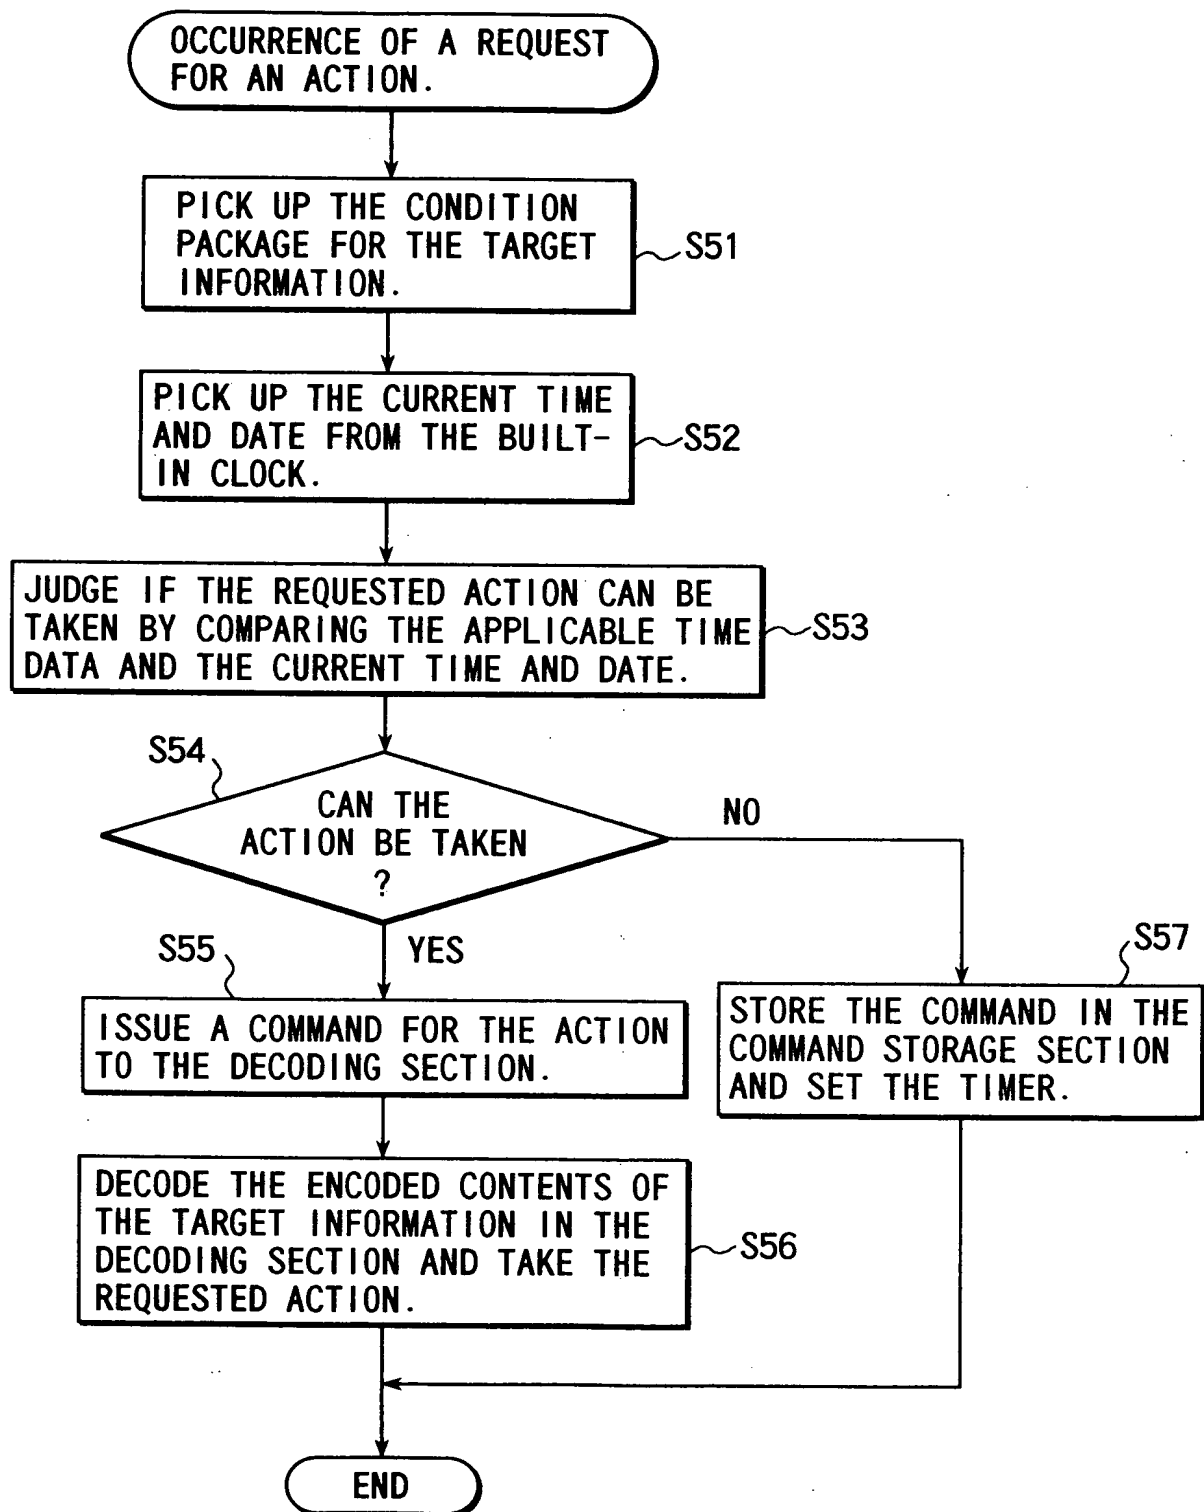 OCCURRENCE OF A REQUEST
FOR AN ACTION.
PICK UP THE CONDITION
PACKAGE FOR THE TARGET
INFORMATION.
S51
PICK UP THE CURRENT TIME
AND DATE FROM THE BUILT-
IN CLOCK.
S52
JUDGE IF THE REQUESTED ACTION CAN BE
TAKEN BY COMPARING THE APPLICABLE TIME
DATA AND THE CURRENT TIME AND DATE.
S53
S54
CAN THE
ACTION BE TAKEN
?
NO
YES
S55
ISSUE A COMMAND FOR THE ACTION
TO THE DECODING SECTION.
S57
STORE THE COMMAND IN THE
COMMAND STORAGE SECTION
AND SET THE TIMER.
DECODE THE ENCODED CONTENTS OF
THE TARGET INFORMATION IN THE
DECODING SECTION AND TAKE THE
REQUESTED ACTION.
S56
END